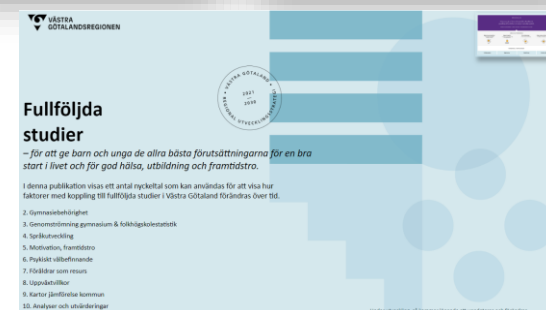 VÄSTRA
GÖTALANDSREGIONEN
VÄSTRA GÖTALAND
2021
—
2030
REGIONAL UTVECKLINGSSTRATEGI
Fullföljda
studier
– för att ge barn och unga de allra bästa förutsättningarna för en bra
start i livet och för god hälsa, utbildning och framtidstro.
I denna publikation visas ett antal nyckeltal som kan användas för att visa hur
faktorer med koppling till fullföljda studier i Västra Götaland förändras över tid.
2. Gymnasiebehörighet
3. Genomströmning gymnasium & folkhögskolestatistik
4. Språkutveckling
5. Motivation, framtidstro
6. Psykiskt välbefinnande
7. Föräldrar som resurs
8. Uppväxtvillkor
9. Kartor jämförelse kommun
10. Analyser och utvärderingar